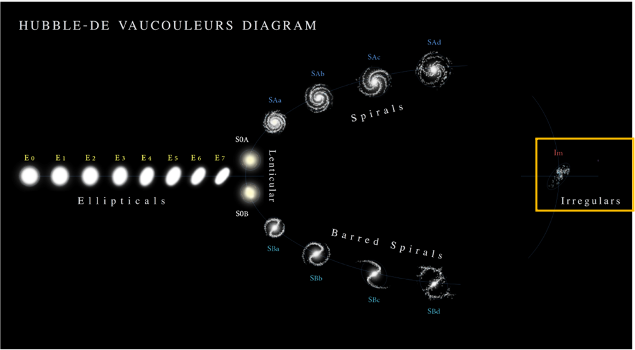 HUBBLE-DE VAUCOULEURS DIAGRAM
SAa
SAb
SAc
SAd
Spirals
E0 E1 E2 E3 E4 E5 E6 E7
Ellipticals
S0A
S0B
Lenticular
SBa
SBb
SBc
SBd
Barred Spirals
Im
Irregulars